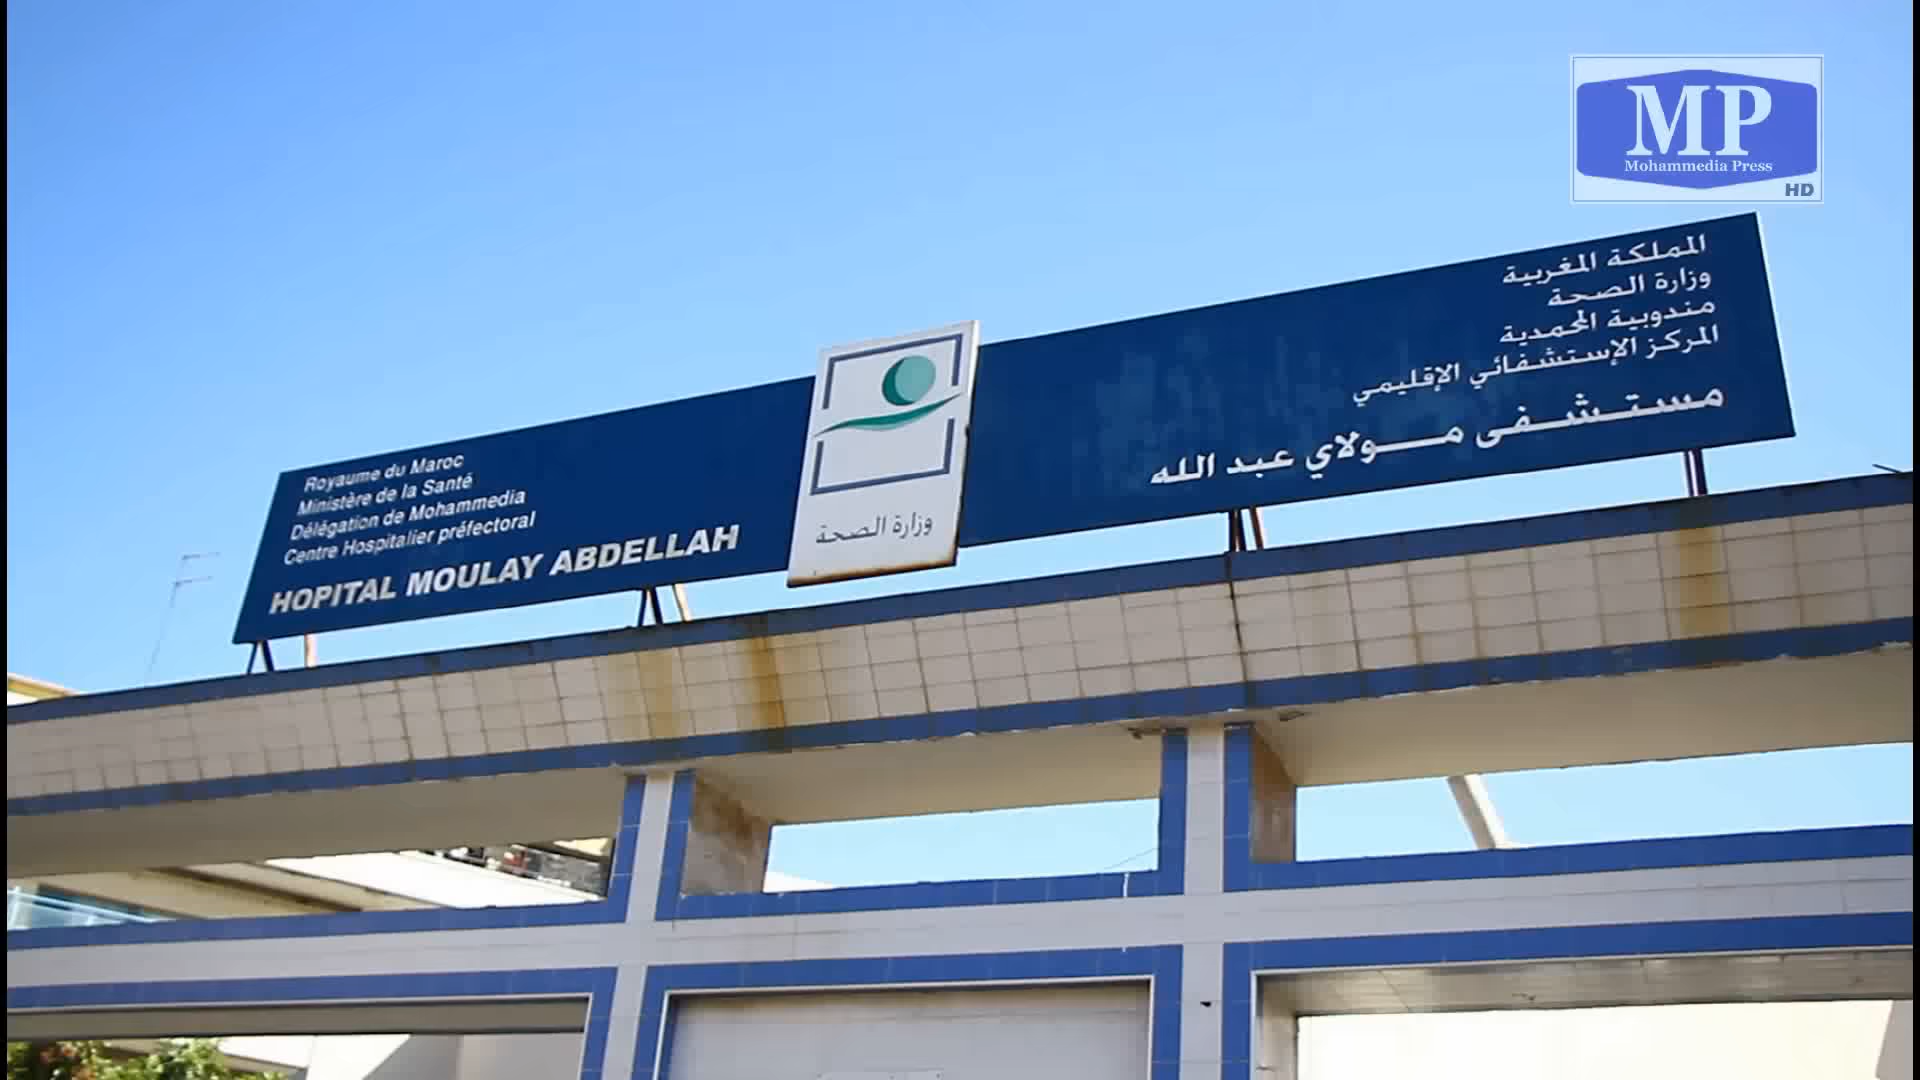 MP
Mohammedia Press
HD
المملكة المغربية
وزارة الصحة
مندوبية المحمدية
المركز الإستشفائي الإقليمي
مستشفى مولاي عبد الله
وزارة الصحة
Royaume du Maroc
Ministère de la Santé
Délégation de Mohammedia
Centre Hospitalier préfectoral
HOPITAL MOULAY ABDELLAH